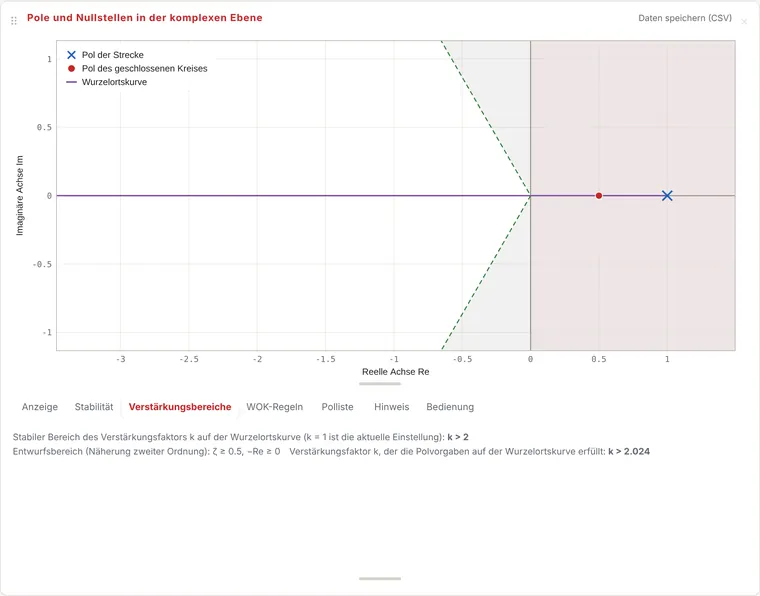 Pole und Nullstellen in der komplexen Ebene
Daten speichern (CSV)
×
Pol der Strecke
Pol des geschlossenen Kreises
Wurzelortskurve
Imaginäre Achse Im
1
0.5
0
-0.5
-1
-3 -2.5 -2 -1.5 -1 -0.5 0 0.5 1
Reelle Achse Re
Anzeige Stabilität Verstärkungsbereiche WOK-Regeln Polliste Hinweis Bedienung
Stabiler Bereich des Verstärkungsfaktors k auf der Wurzelortskurve (k = 1 ist die aktuelle Einstellung): k > 2
Entwurfsbereich (Näherung zweiter Ordnung): ζ ≥ 0.5, −Re ≥ 0 Verstärkungsfaktor k, der die Polvorgaben auf der Wurzelortskurve erfüllt: k > 2.024